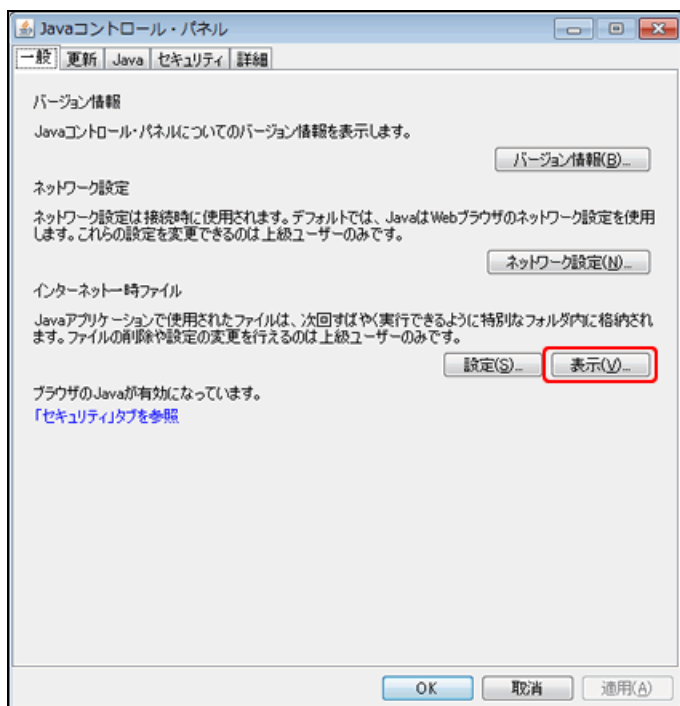 Javaコントロール・パネル
一般 更新 Java セキュリティ 詳細
バージョン情報
Javaコントロール・パネルについてのバージョン情報を表示します。
バージョン情報(B)...
ネットワーク設定
ネットワーク設定は接続時に使用されます。デフォルトでは、JavaはWebブラウザのネットワーク設定を使用
します。これらの設定を変更できるのは上級ユーザーのみです。
ネットワーク設定(N)...
インターネット一時ファイル
Javaアプリケーションで使用されたファイルは、次回すばやく実行できるように特別なフォルダ内に格納され
ます。ファイルの削除や設定の変更を行えるのは上級ユーザーのみです。
設定(S)... 表示(V)...
ブラウザのJavaが有効になっています。
「セキュリティ」タブを参照
OK 取消 適用(A)